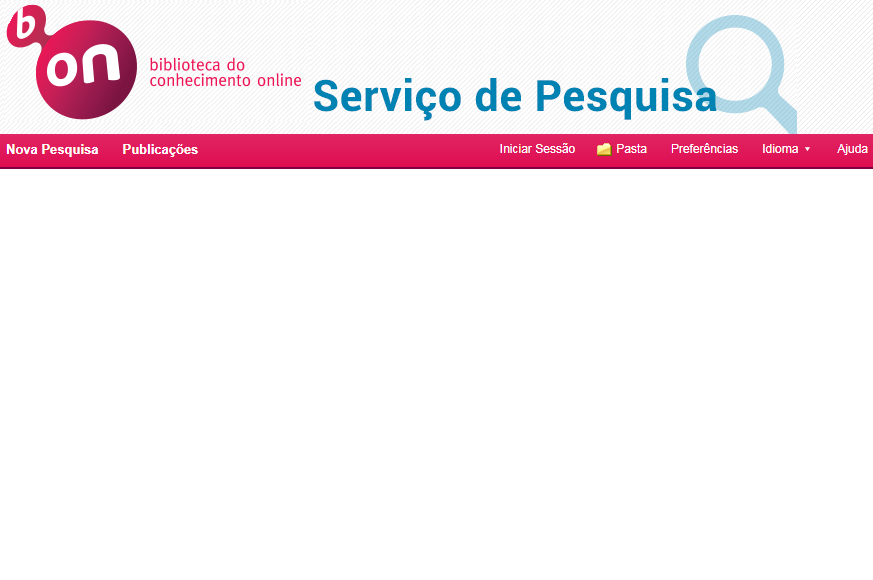 b
on
biblioteca do
conhecimento online
Serviço de Pesquisa
Nova Pesquisa Publicações Iniciar Sessão Pasta Preferências Idioma Ajuda